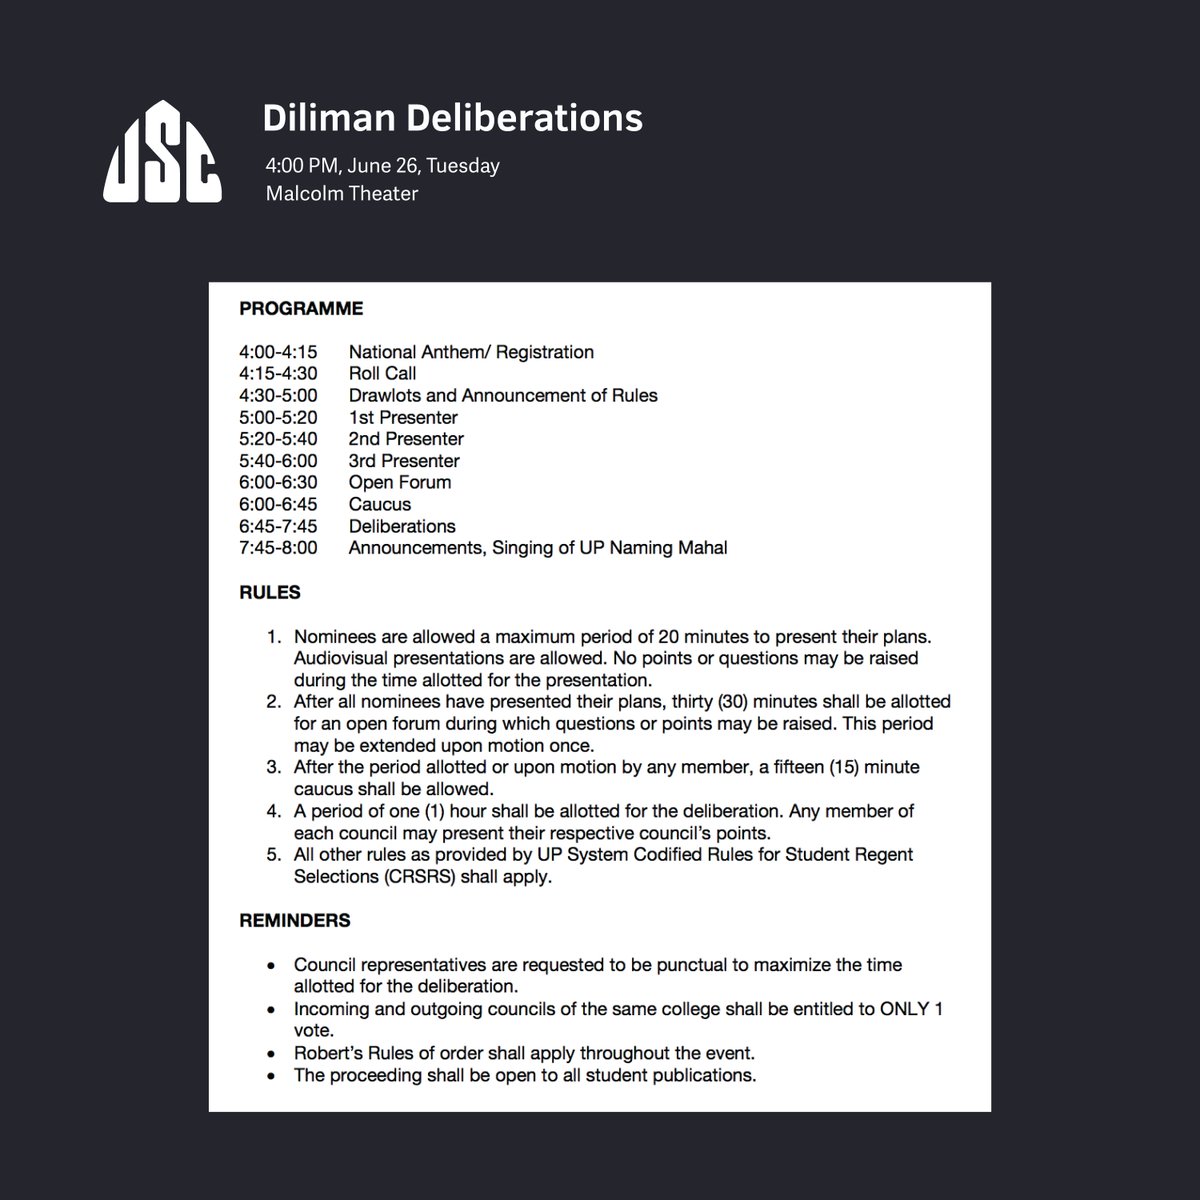 USC
Diliman Deliberations
4:00 PM, June 26, Tuesday
Malcolm Theater
PROGRAMME
4:00-4:15 National Anthem/ Registration
4:15-4:30 Roll Call
4:30-5:00 Drawlots and Announcement of Rules
5:00-5:20 1st Presenter
5:20-5:40 2nd Presenter
5:40-6:00 3rd Presenter
6:00-6:30 Open Forum
6:00-6:45 Caucus
6:45-7:45 Deliberations
7:45-8:00 Announcements, Singing of UP Naming Mahal
RULES
1. Nominees are allowed a maximum period of 20 minutes to present their plans.
Audiovisual presentations are allowed. No points or questions may be raised
during the time allotted for the presentation.
2. After all nominees have presented their plans, thirty (30) minutes shall be allotted
for an open forum during which questions or points may be raised. This period
may be extended upon motion once.
3. After the period allotted or upon motion by any member, a fifteen (15) minute
caucus shall be allowed.
4. A period of one (1) hour shall be allotted for the deliberation. Any member of
each council may present their respective council's points.
5. All other rules as provided by UP System Codified Rules for Student Regent
Selections (CRSRS) shall apply.
REMINDERS
• Council representatives are requested to be punctual to maximize the time
allotted for the deliberation.
• Incoming and outgoing councils of the same college shall be entitled to ONLY 1
vote.
• Robert's Rules of order shall apply throughout the event.
• The proceeding shall be open to all student publications.